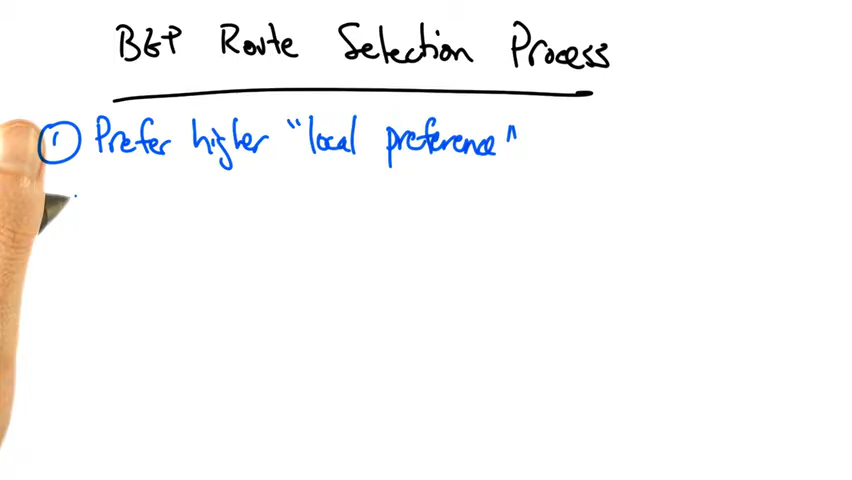 BGP Route Selection Process
① Prefer higher "local preference"